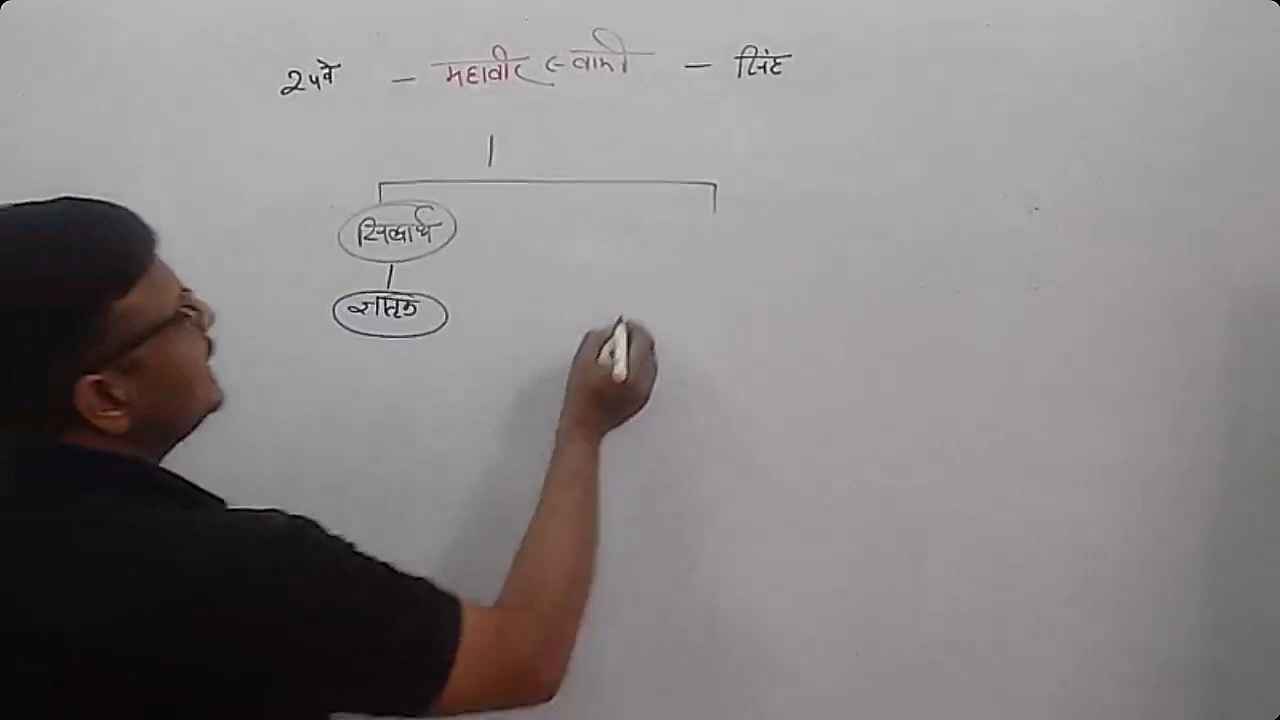 24वे - महावीर स्वामी - सिंह
सिद्धार्थ
ज्ञातृक